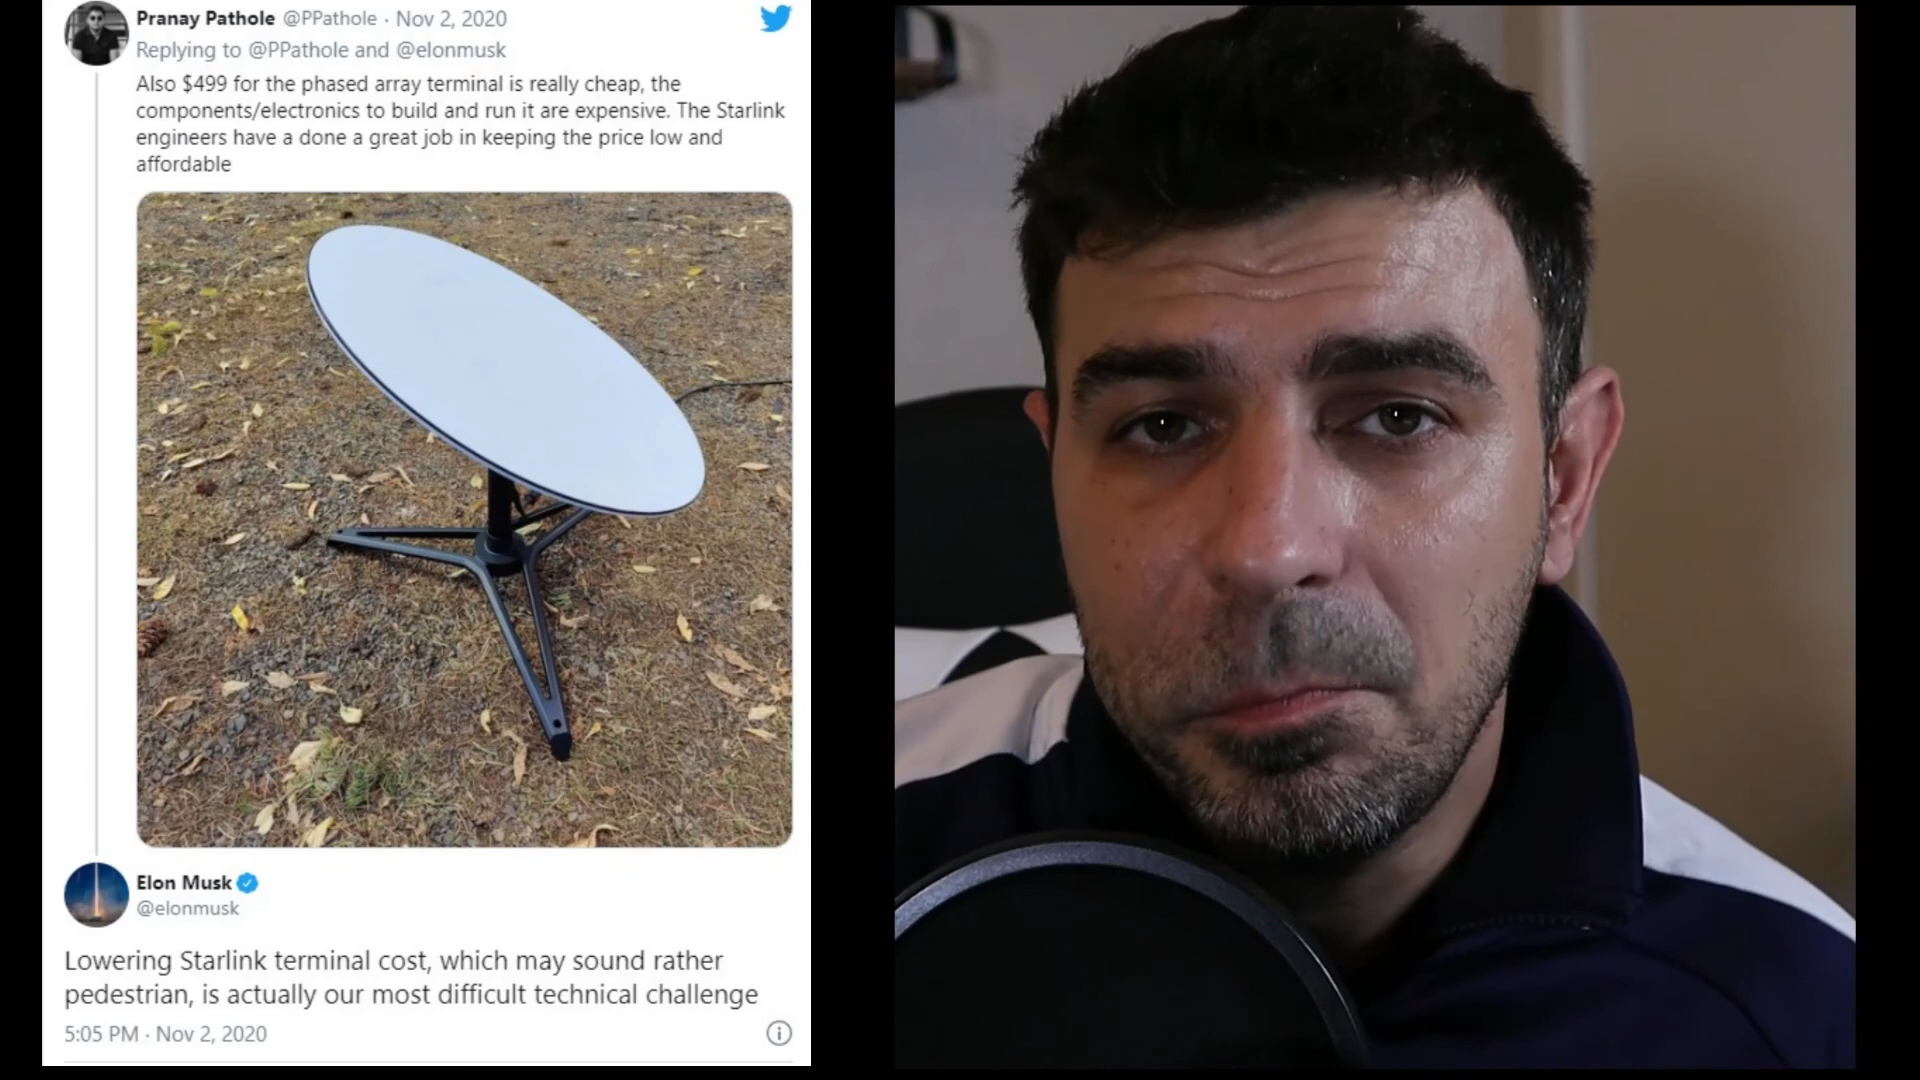 Pranay Pathole @PPathole · Nov 2, 2020
Replying to @PPathole and @elonmusk
Also $499 for the phased array terminal is really cheap, the
components/electronics to build and run it are expensive. The Starlink
engineers have a done a great job in keeping the price low and
affordable
Elon Musk
@elonmusk
Lowering Starlink terminal cost, which may sound rather
pedestrian, is actually our most difficult technical challenge
5:05 PM · Nov 2, 2020